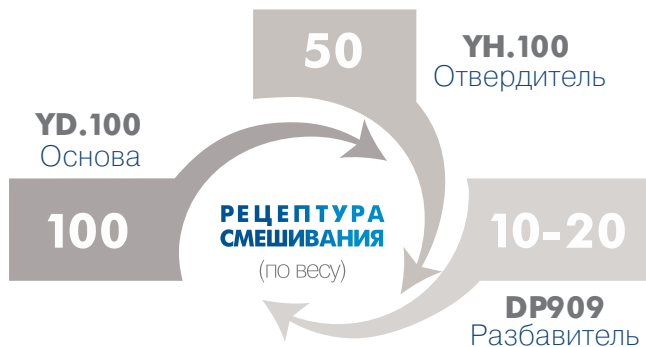 50
YH.100
Отвердитель
YD.100
Основа
100
РЕЦЕПТУРА
СМЕШИВАНИЯ
(по весу)
10-20
DP909
Разбавитель